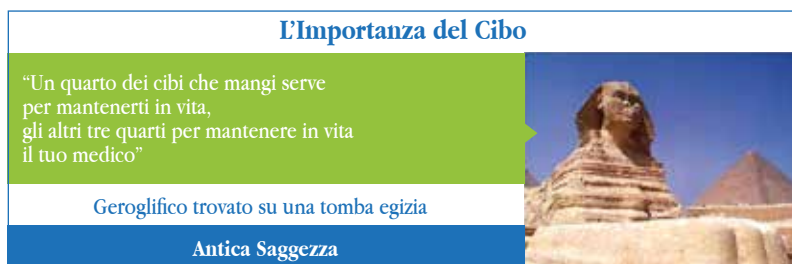 L'Importanza del Cibo
“Un quarto dei cibi che mangi serve
per mantenerti in vita,
gli altri tre quarti per mantenere in vita
il tuo medico”
Geroglifico trovato su una tomba egizia
Antica Saggezza